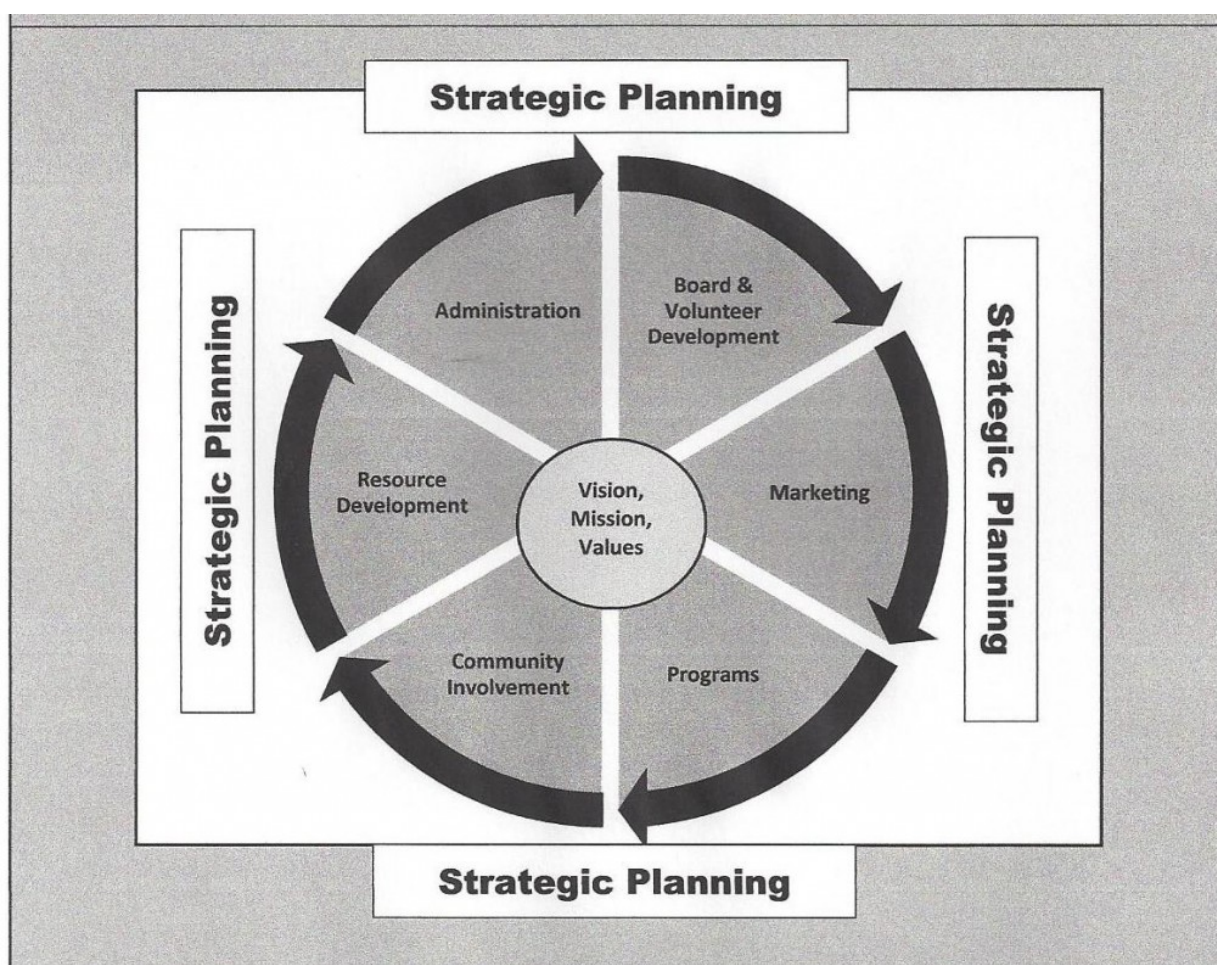 Strategic Planning
Administration
Board &
Volunteer
Development
Strategic Planning
Strategic Planning
Resource
Development
Vision,
Mission,
Values
Marketing
Community
Involvement
Programs
Strategic Planning